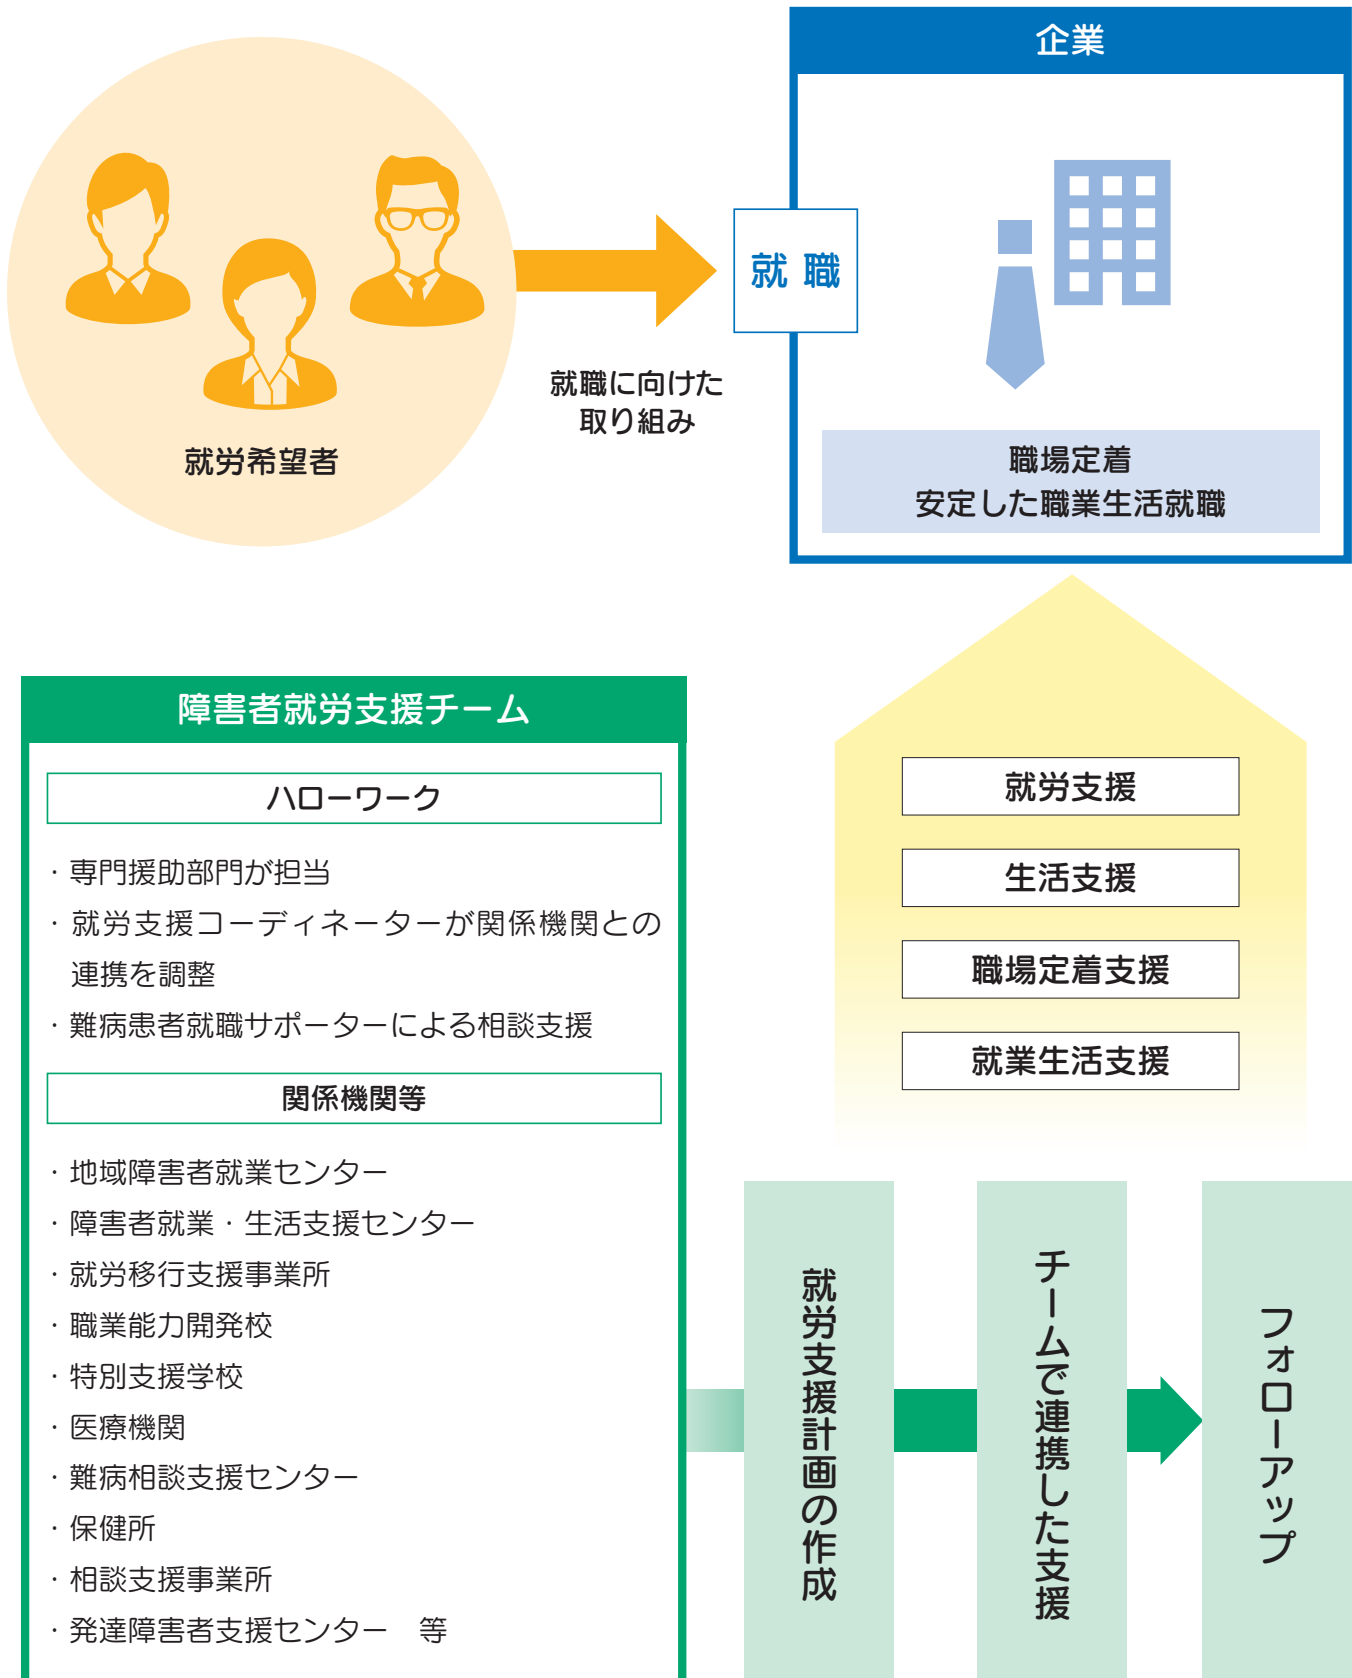 企業
就職
就職に向けた
取り組み
就労希望者
職場定着
安定した職業生活就職
障害者就労支援チーム
ハローワーク
・専門援助部門が担当
・就労支援コーディネーターが関係機関との
連携を調整
・難病患者就職サポーターによる相談支援
関係機関等
・地域障害者就業センター
・障害者就業・生活支援センター
・就労移行支援事業所
・職業能力開発校
・特別支援学校
・医療機関
・難病相談支援センター
・保健所
・相談支援事業所
・発達障害者支援センター　等
就労支援
生活支援
職場定着支援
就業生活支援
就労支援計画の作成
チームで連携した支援
フォローアップ